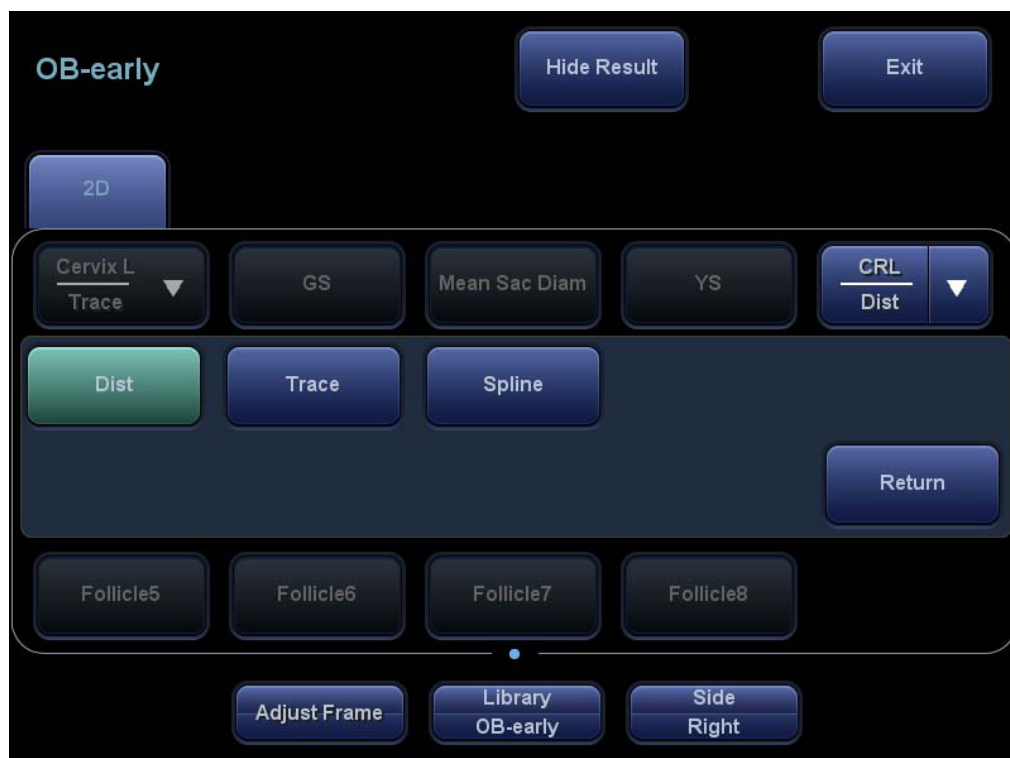 OB-early
Hide Result
Exit
2D
Cervix L
Trace
GS
Mean Sac Diam
YS
CRL
Dist
Dist
Trace
Spline
Return
Follicle5
Follicle6
Follicle7
Follicle8
Adjust Frame
Library
OB-early
Side
Right